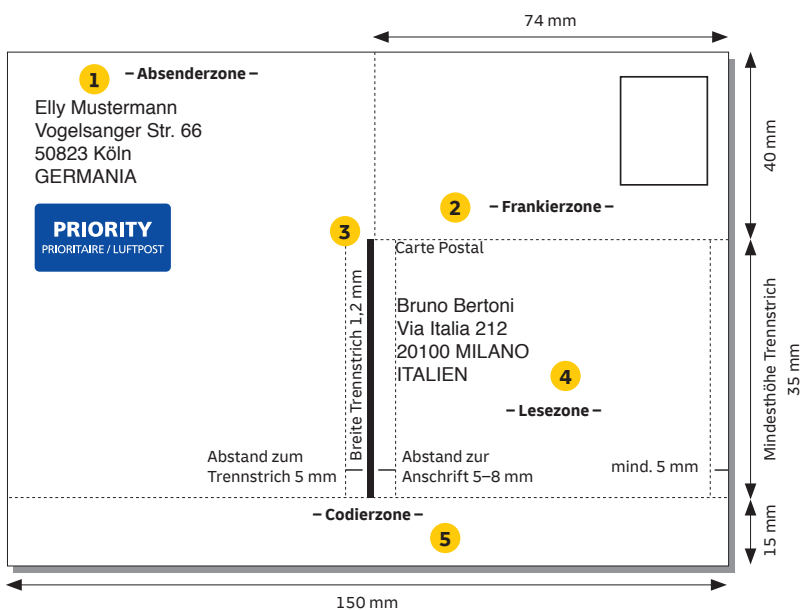 74 mm
1 – Absenderzone –
Elly Mustermann
Vogelsanger Str. 66
50823 Köln
GERMANIA
PRIORITY
PRIORITAIRE / LUFTPOST
40 mm
2 – Frankierzone –
3
Carte Postal
Breite Trennstrich 1,2 mm
Bruno Bertoni
Via Italia 212
20100 MILANO
ITALIEN
4
– Lesezone –
Mindesthöhe Trennstrich
35 mm
Abstand zum
Trennstrich 5 mm
Abstand zur
Anschrift 5–8 mm
mind. 5 mm
– Codierzone –
5
15 mm
150 mm